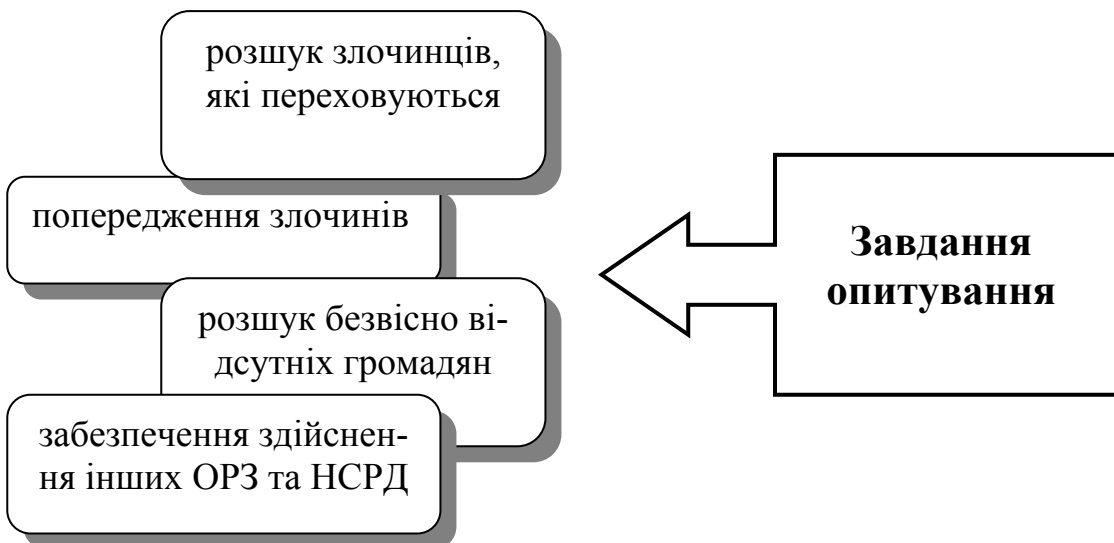 розшук злочинців,
які переховуються
попередження злочинів
розшук безвісно ві-
дсутніх громадян
забезпечення здійснен-
ня інших ОРЗ та НСРД
Завдання
опитування